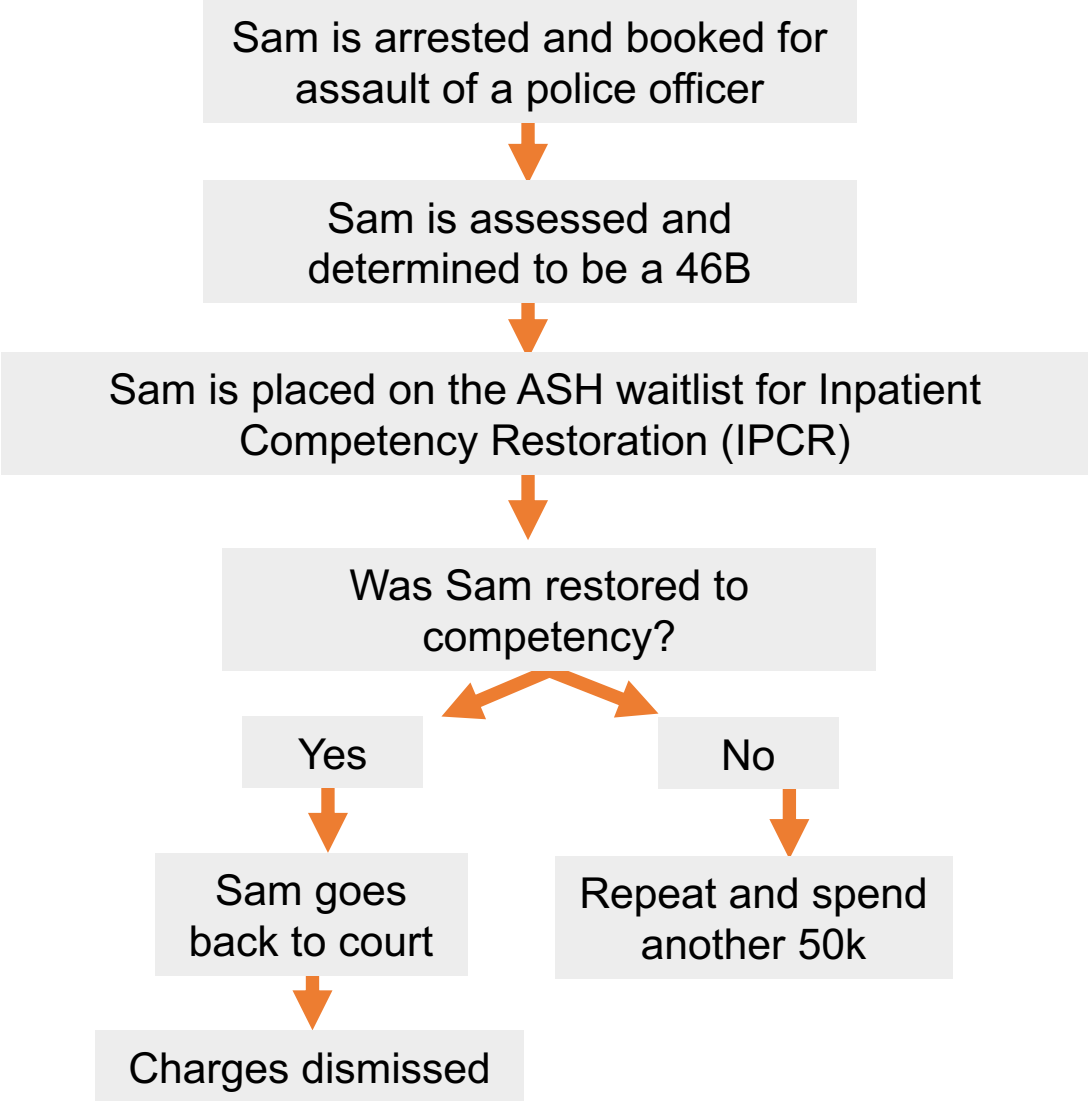 Sam is arrested and booked for
assault of a police officer
Sam is assessed and
determined to be a 46B
Sam is placed on the ASH waitlist for Inpatient
Competency Restoration (IPCR)
Was Sam restored to
competency?
Yes
No
Sam goes
back to court
Repeat and spend
another 50k
Charges dismissed